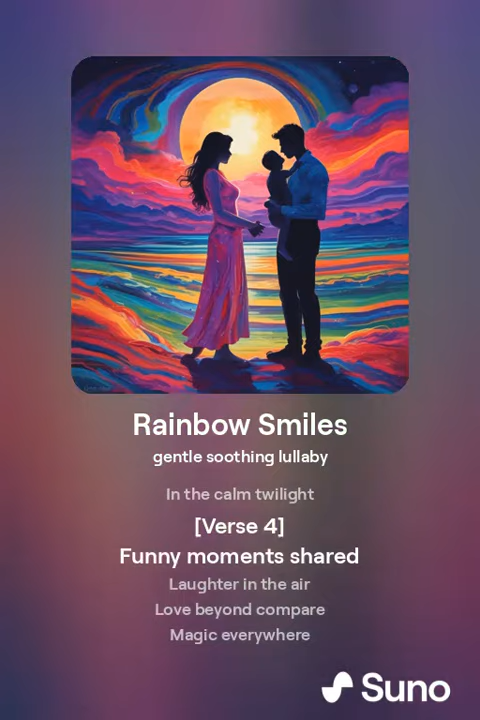 Rainbow Smiles
gentle soothing lullaby
In the calm twilight
[Verse 4]
Funny moments shared
Laughter in the air
Love beyond compare
Magic everywhere
Suno